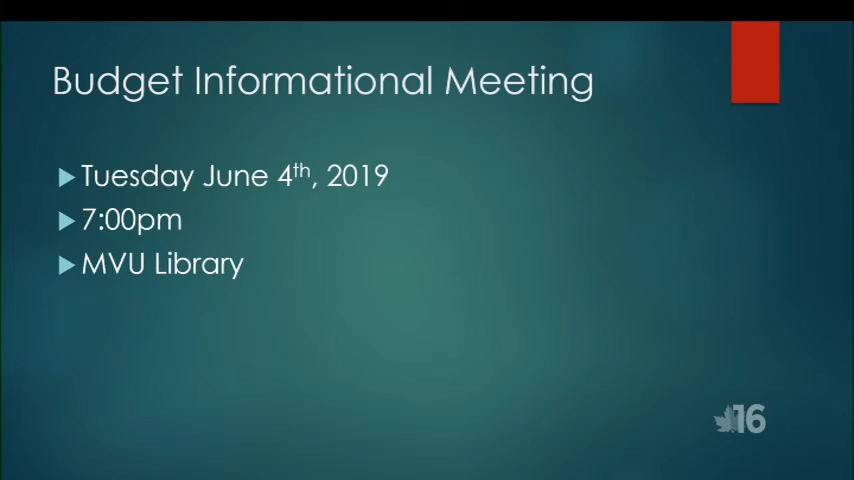 Budget Informational Meeting
Tuesday June 4th, 2019
7:00pm
MVU Library
16